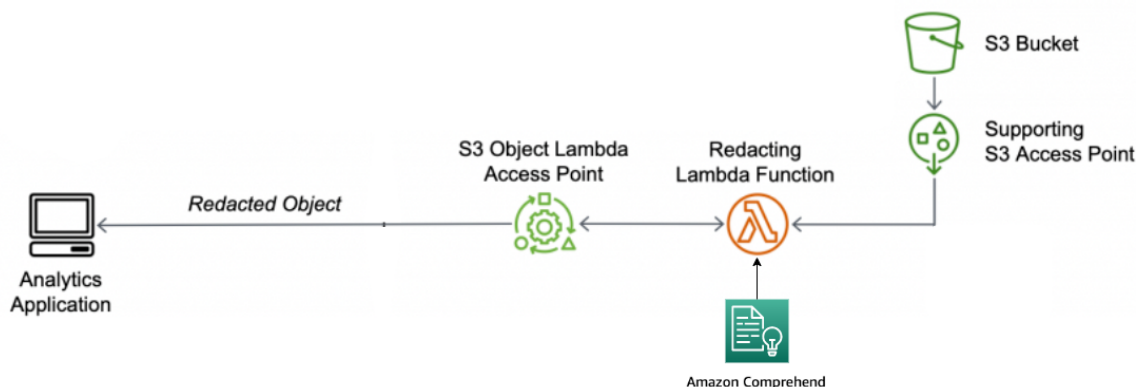 S3 Bucket
Supporting
S3 Access Point
S3 Object Lambda
Access Point
Redacting
Lambda Function
Redacted Object
Analytics
Application
Amazon Comprehend